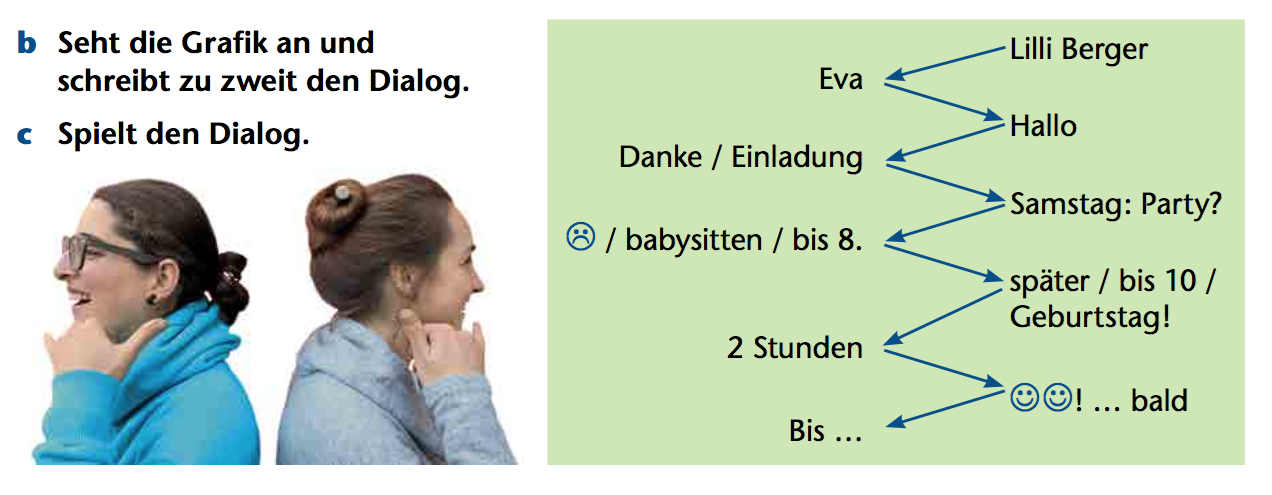 b Seht die Grafik an und
schreibt zu zweit den Dialog.
c Spielt den Dialog.
Lilli Berger
Eva
Hallo
Danke / Einladung
Samstag: Party?
☹ / babysitten / bis 8.
später / bis 10 /
Geburtstag!
2 Stunden
☺☺! … bald
Bis …